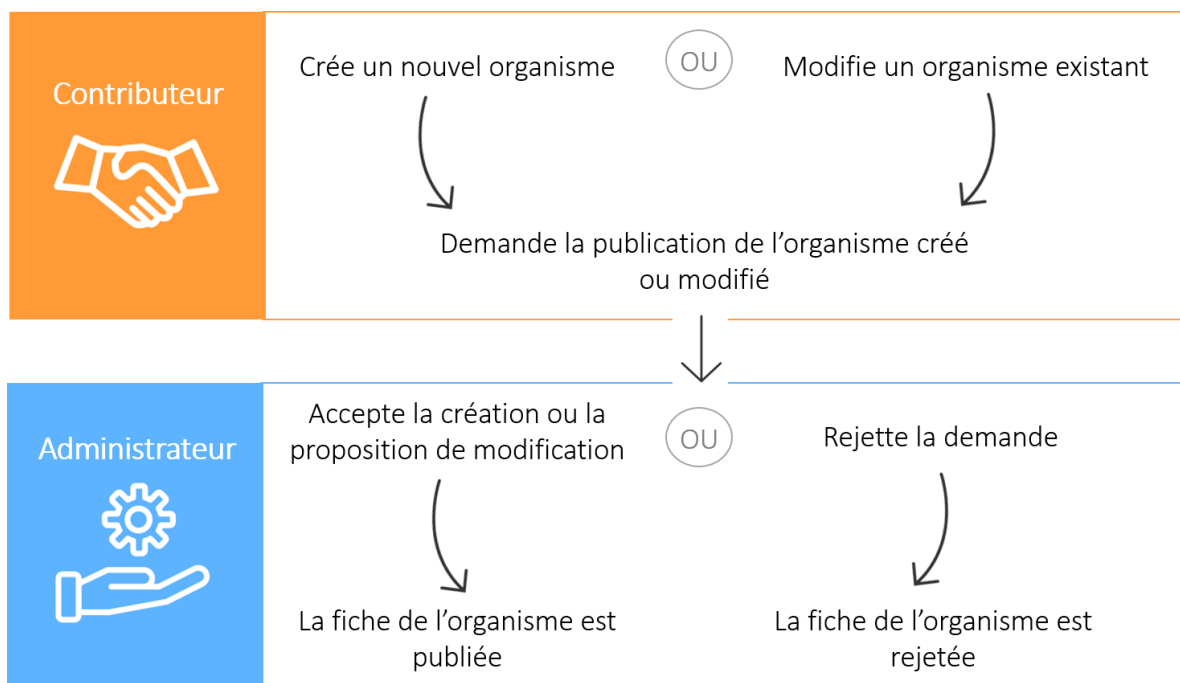 Contributeur
Crée un nouvel organisme
OU
Modifie un organisme existant
Demande la publication de l’organisme créé
ou modifié
Administrateur
Accepte la création ou la
proposition de modification
OU
Rejette la demande
La fiche de l’organisme est
publiée
La fiche de l’organisme est
rejetée